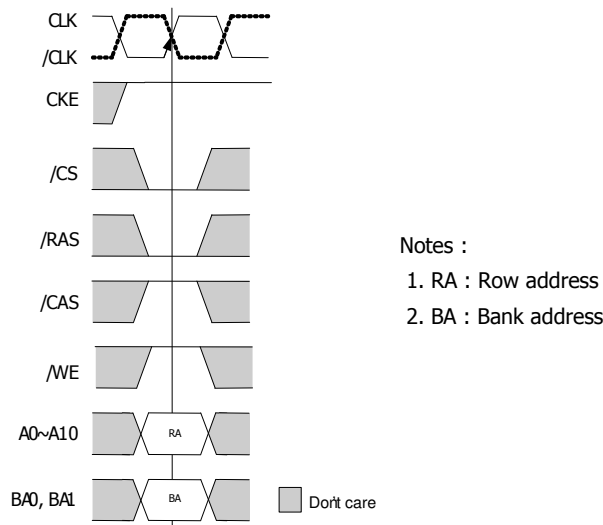 CLK
/CLK
CKE
/CS
/RAS
/CAS
/WE
A0~A10
RA
BA0, BA1
BA
Don't care
Notes :
1. RA : Row address
2. BA : Bank address